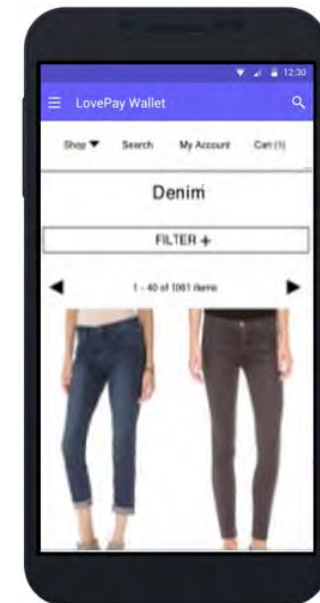 12:30
LovePay Wallet
Shop Search My Account Cart (1)
Denim
FILTER +
1 - 40 of 1061 items